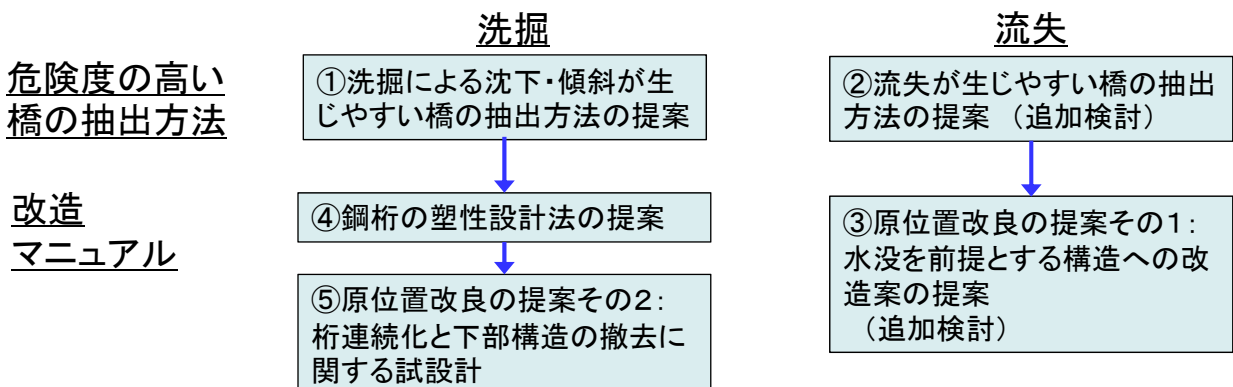 洗掘
流失
危険度の高い
橋の抽出方法
①洗掘による沈下・傾斜が生
じやすい橋の抽出方法の提案
②流失が生じやすい橋の抽出
方法の提案 （追加検討）
改造
マニュアル
④鋼桁の塑性設計法の提案
⑤原位置改良の提案その２：
桁連続化と下部構造の撤去に
関する試設計
③原位置改良の提案その１：
水没を前提とする構造への改
造案の提案
（追加検討）